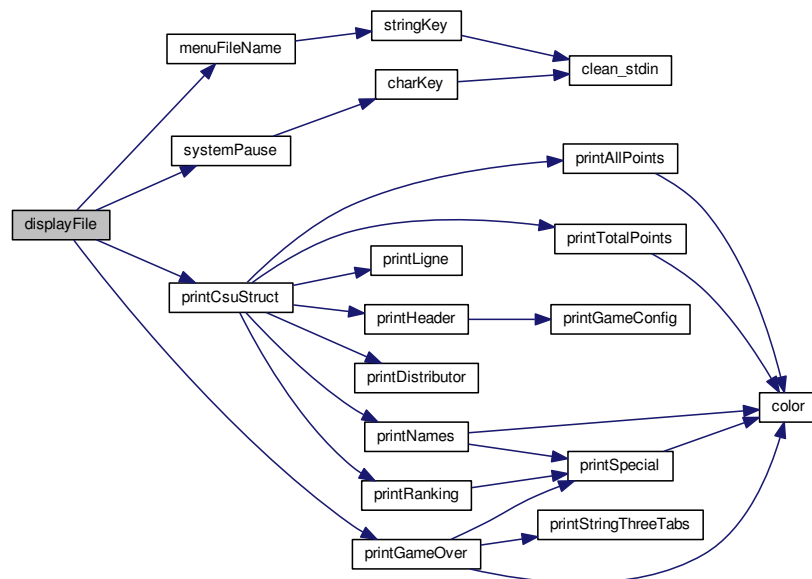 stringKey
menuFileName
clean_stdin
charKey
systemPause
printAllPoints
displayFile
printTotalPoints
printLigne
printCsuStruct
printHeader
printGameConfig
printDistributor
color
printNames
printSpecial
printRanking
printStringThreeTabs
printGameOver